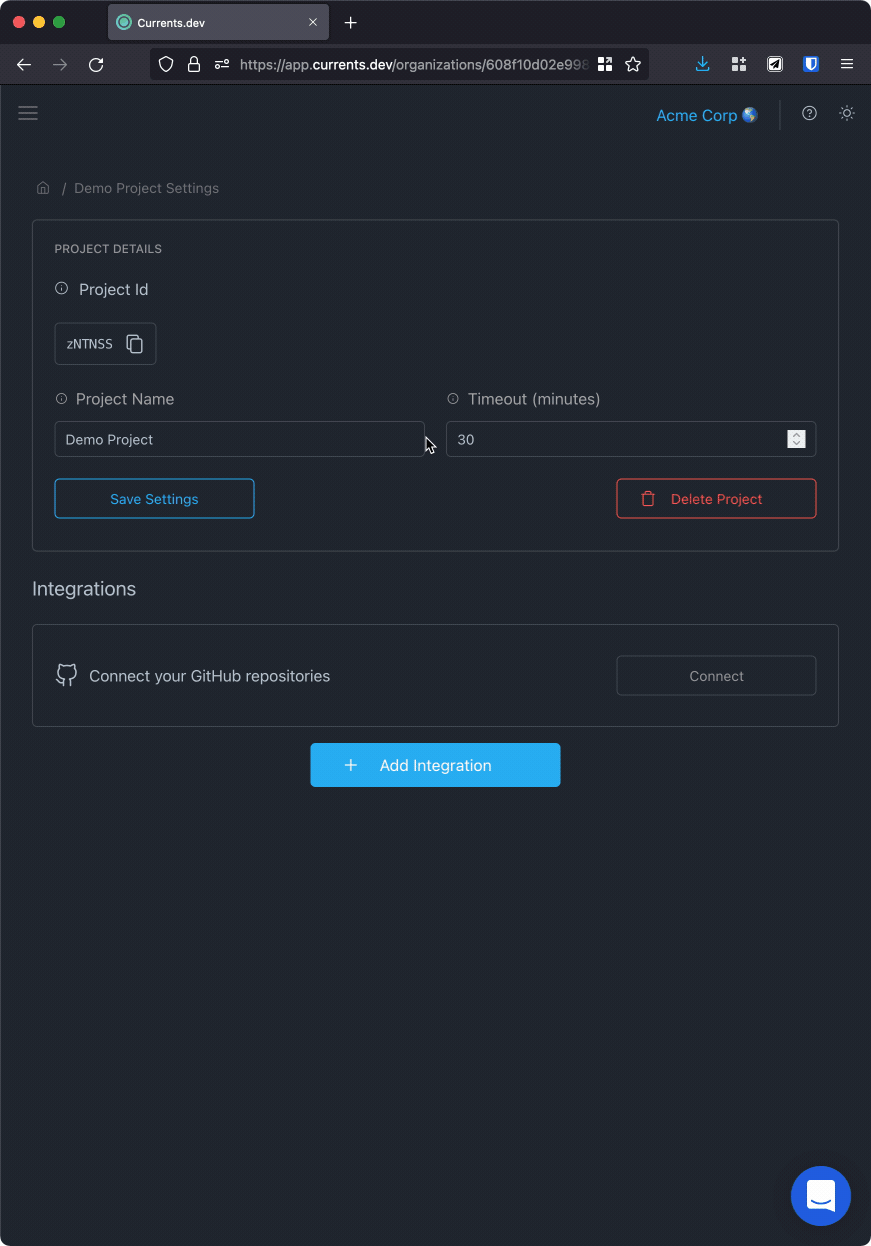 Currents.dev
https://app.currents.dev/organizations/608f10d02e998
Acme Corp
/ Demo Project Settings
PROJECT DETAILS
Project Id
zNTNSS
Project Name
Timeout (minutes)
Demo Project
30
Save Settings
Delete Project
Integrations
Connect your GitHub repositories
Connect
+ Add Integration